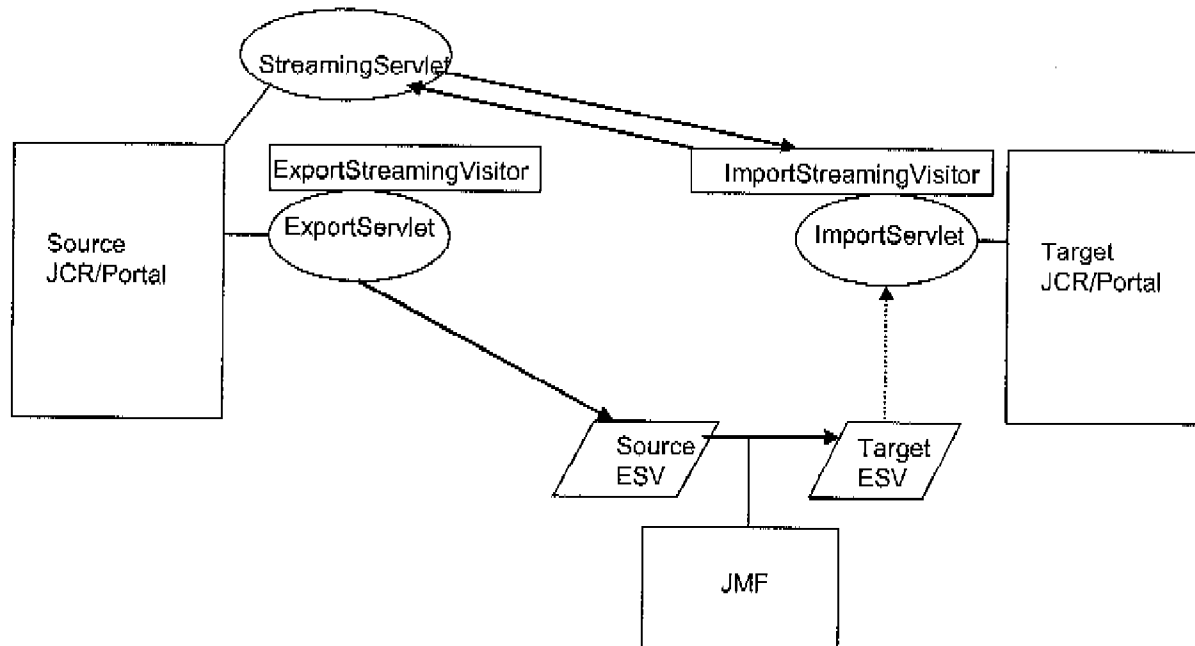 StreamingServlet
ExportStreamingVisitor
ImportStreamingVisitor
ExportServlet
ImportServlet
Source
JCR/Portal
Target
JCR/Portal
Source
ESV
Target
ESV
JMF